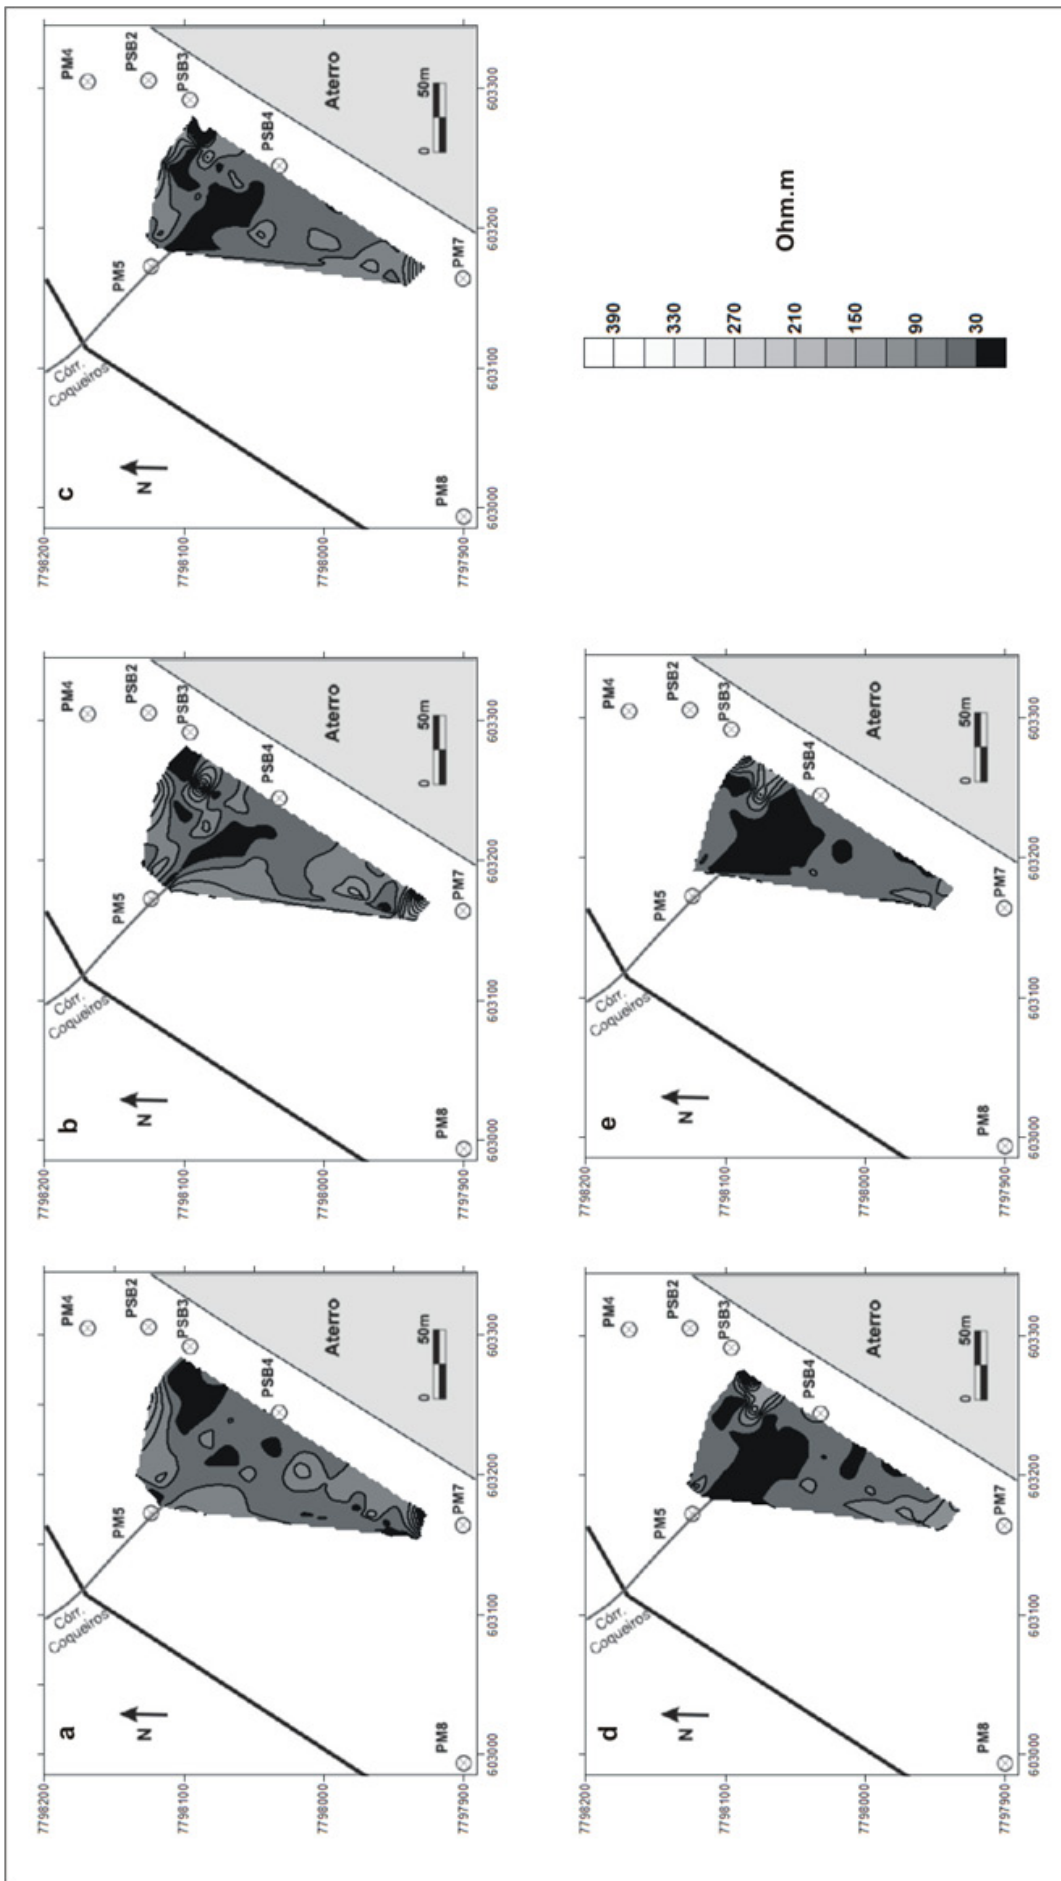 7798200
a
PM4
Córr.
Coqueiros
N
PM5
PSB2
7798100
PSB3
PSB4
7798000
Aterro
0 50m
7797900
PM8
PM7
603000 603100 603200 603300
7798200
b
PM4
Córr.
Coqueiros
N
PM5
PSB2
7798100
PSB3
PSB4
7798000
Aterro
0 50m
7797900
PM8
PM7
603000 603100 603200 603300
7798200
c
PM4
Córr.
Coqueiros
N
PM5
PSB2
7798100
PSB3
PSB4
7798000
Aterro
0 50m
7797900
PM8
PM7
603000 603100 603200 603300
7798200
d
PM4
Córr.
Coqueiros
N
PM5
PSB2
7798100
PSB3
PSB4
7798000
Aterro
0 50m
7797900
PM8
PM7
603000 603100 603200 603300
7798200
e
PM4
Córr.
Coqueiros
N
PM5
PSB2
7798100
PSB3
PSB4
7798000
Aterro
0 50m
7797900
PM8
PM7
603000 603100 603200 603300
390
330
270
210
150
90
30
Ohm.m